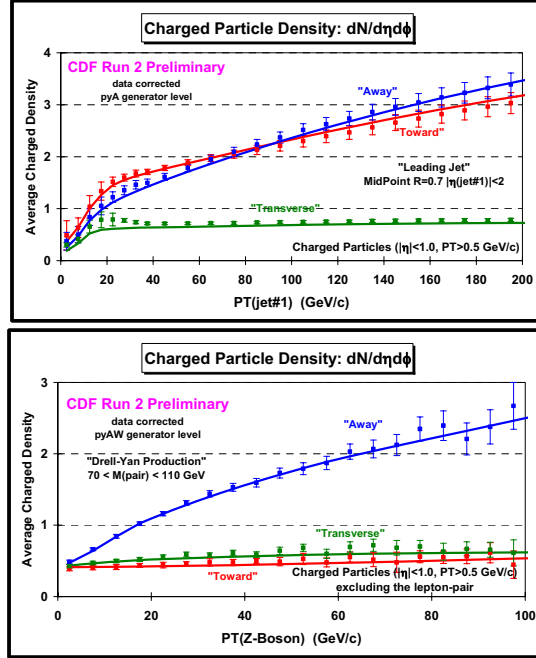 Charged Particle Density: dN/dηdφ
CDF Run 2 Preliminary
data corrected
pyA generator level
"Away"
"Toward"
"Leading Jet"
MidPoint R=0.7 |η(jet#1)|<2
"Transverse"
Charged Particles (|η|<1.0, PT>0.5 GeV/c)
Average Charged Density
0
1
2
3
4
0 20 40 60 80 100 120 140 160 180 200
PT(jet#1) (GeV/c)
Charged Particle Density: dN/dηdφ
CDF Run 2 Preliminary
data corrected
pyAW generator level
"Drell-Yan Production"
70 < M(pair) < 110 GeV
"Away"
"Transverse"
"Toward"
Charged Particles (|η|<1.0, PT>0.5 GeV/c)
excluding the lepton-pair
Average Charged Density
0
1
2
3
0 20 40 60 80 100
PT(Z-Boson) (GeV/c)